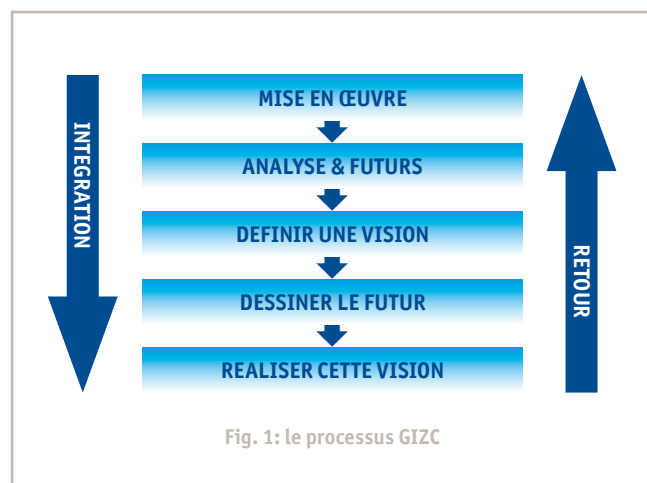 INTEGRATION
MISE EN ŒUVRE
ANALYSE & FUTURS
DEFINIR UNE VISION
DESSINER LE FUTUR
REALISER CETTE VISION
RETOUR
Fig. 1: le processus GIZC